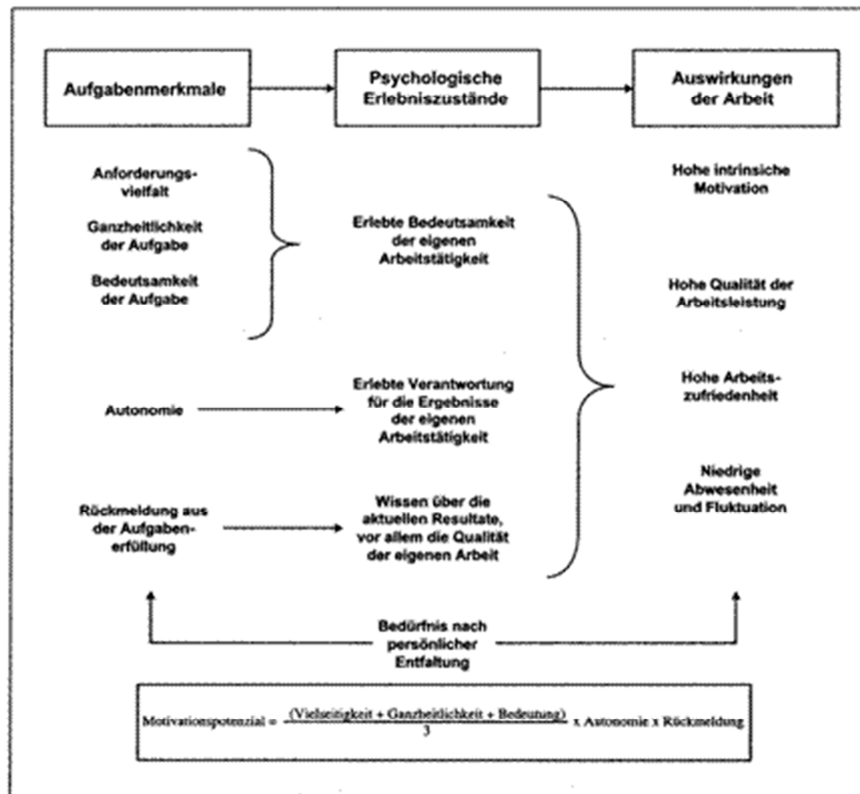 Aufgabenmerkmale
Psychologische
Erlebniszustände
Auswirkungen
der Arbeit
Anforderungs-
vielfalt
Ganzheitlichkeit
der Aufgabe
Bedeutsamkeit
der Aufgabe
Erlebte Bedeutsamkeit
der eigenen
Arbeitstätigkeit
Hohe intrinsiche
Motivation
Hohe Qualität der
Arbeitsleistung
Autonomie
Erlebte Verantwortung
für die Ergebnisse
der eigenen
Arbeitstätigkeit
Hohe Arbeits-
zufriedenheit
Rückmeldung aus
der Aufgaben-
erfüllung
Wissen über die
aktuellen Resultate,
vor allem die Qualität
der eigenen Arbeit
Niedrige
Abwesenheit
und Fluktuation
Bedürfnis nach
persönlicher
Entfaltung
Motivationspotenzial = (Vielseitigkeit + Ganzheitlichkeit + Bedeutung) / 3 x Autonomie x Rückmeldung